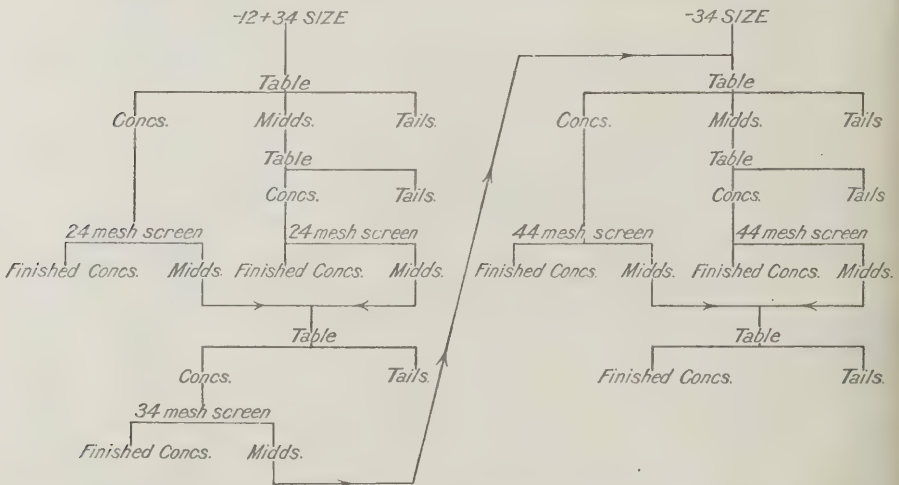 -12+34 SIZE
Table
Concs. Midds. Tails.
Table
Concs. Tails.
24 mesh screen 24 mesh screen
Finished Concs. Midds. Finished Concs. Midds.
Table
Concs. Tails.
34 mesh screen
Finished Concs. Midds.
-34 SIZE
Table
Concs. Midds. Tails
Table
Concs. Tails
44 mesh screen 44 mesh screen
Finished Concs. Midds. Finished Concs. Midds.
Table
Finished Concs. Tails.